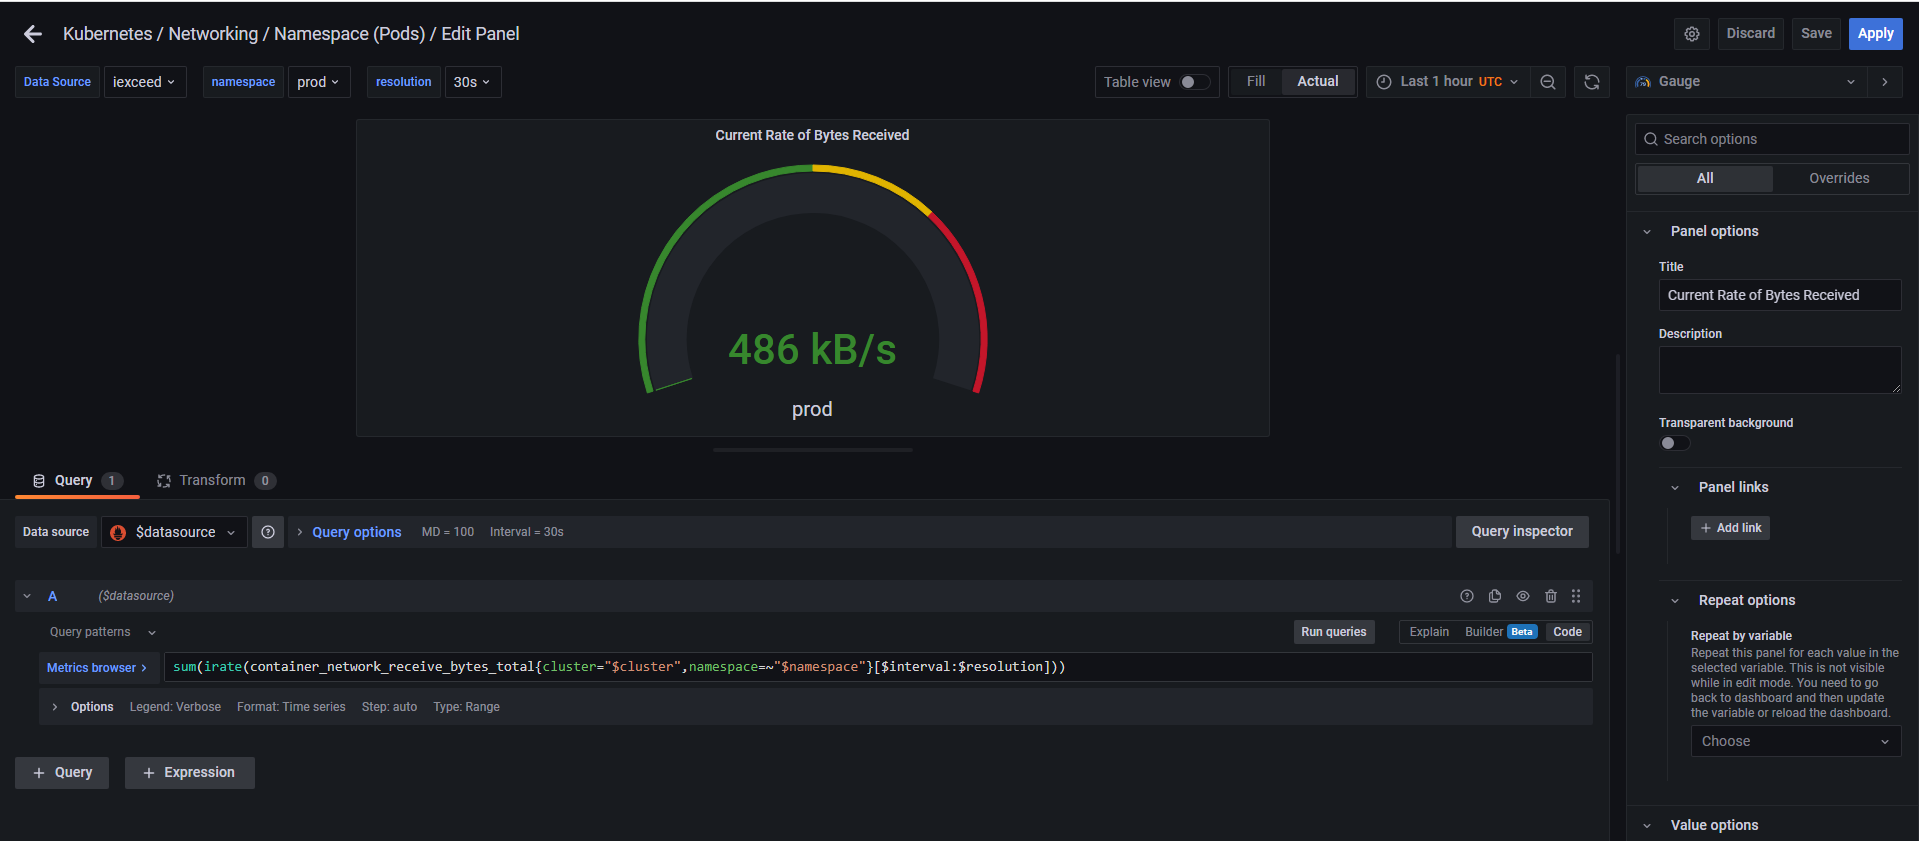 Kubernetes / Networking / Namespace (Pods) / Edit Panel
Discard
Save
Apply
Data Source
iexceed
namespace
prod
resolution
30s
Table view
Fill
Actual
Last 1 hour UTC
Gauge
Current Rate of Bytes Received
486 kB/s
prod
Search options
All
Overrides
Panel options
Title
Current Rate of Bytes Received
Description
Transparent background
Panel links
+ Add link
Repeat options
Repeat by variable
Repeat this panel for each value in the
selected variable. This is not visible
while in edit mode. You need to go
back to dashboard and then update
the variable or reload the dashboard.
Choose
Value options
Query 1
Transform 0
Data source
$datasource
Query options
MD = 100
Interval = 30s
Query inspector
A
($datasource)
Query patterns
Run queries
Explain
Builder Beta
Code
Metrics browser
sum(irate(container_network_receive_bytes_total{cluster="$cluster",namespace=~"$namespace"}[$interval:$resolution]))
Options
Legend: Verbose
Format: Time series
Step: auto
Type: Range
+ Query
+ Expression